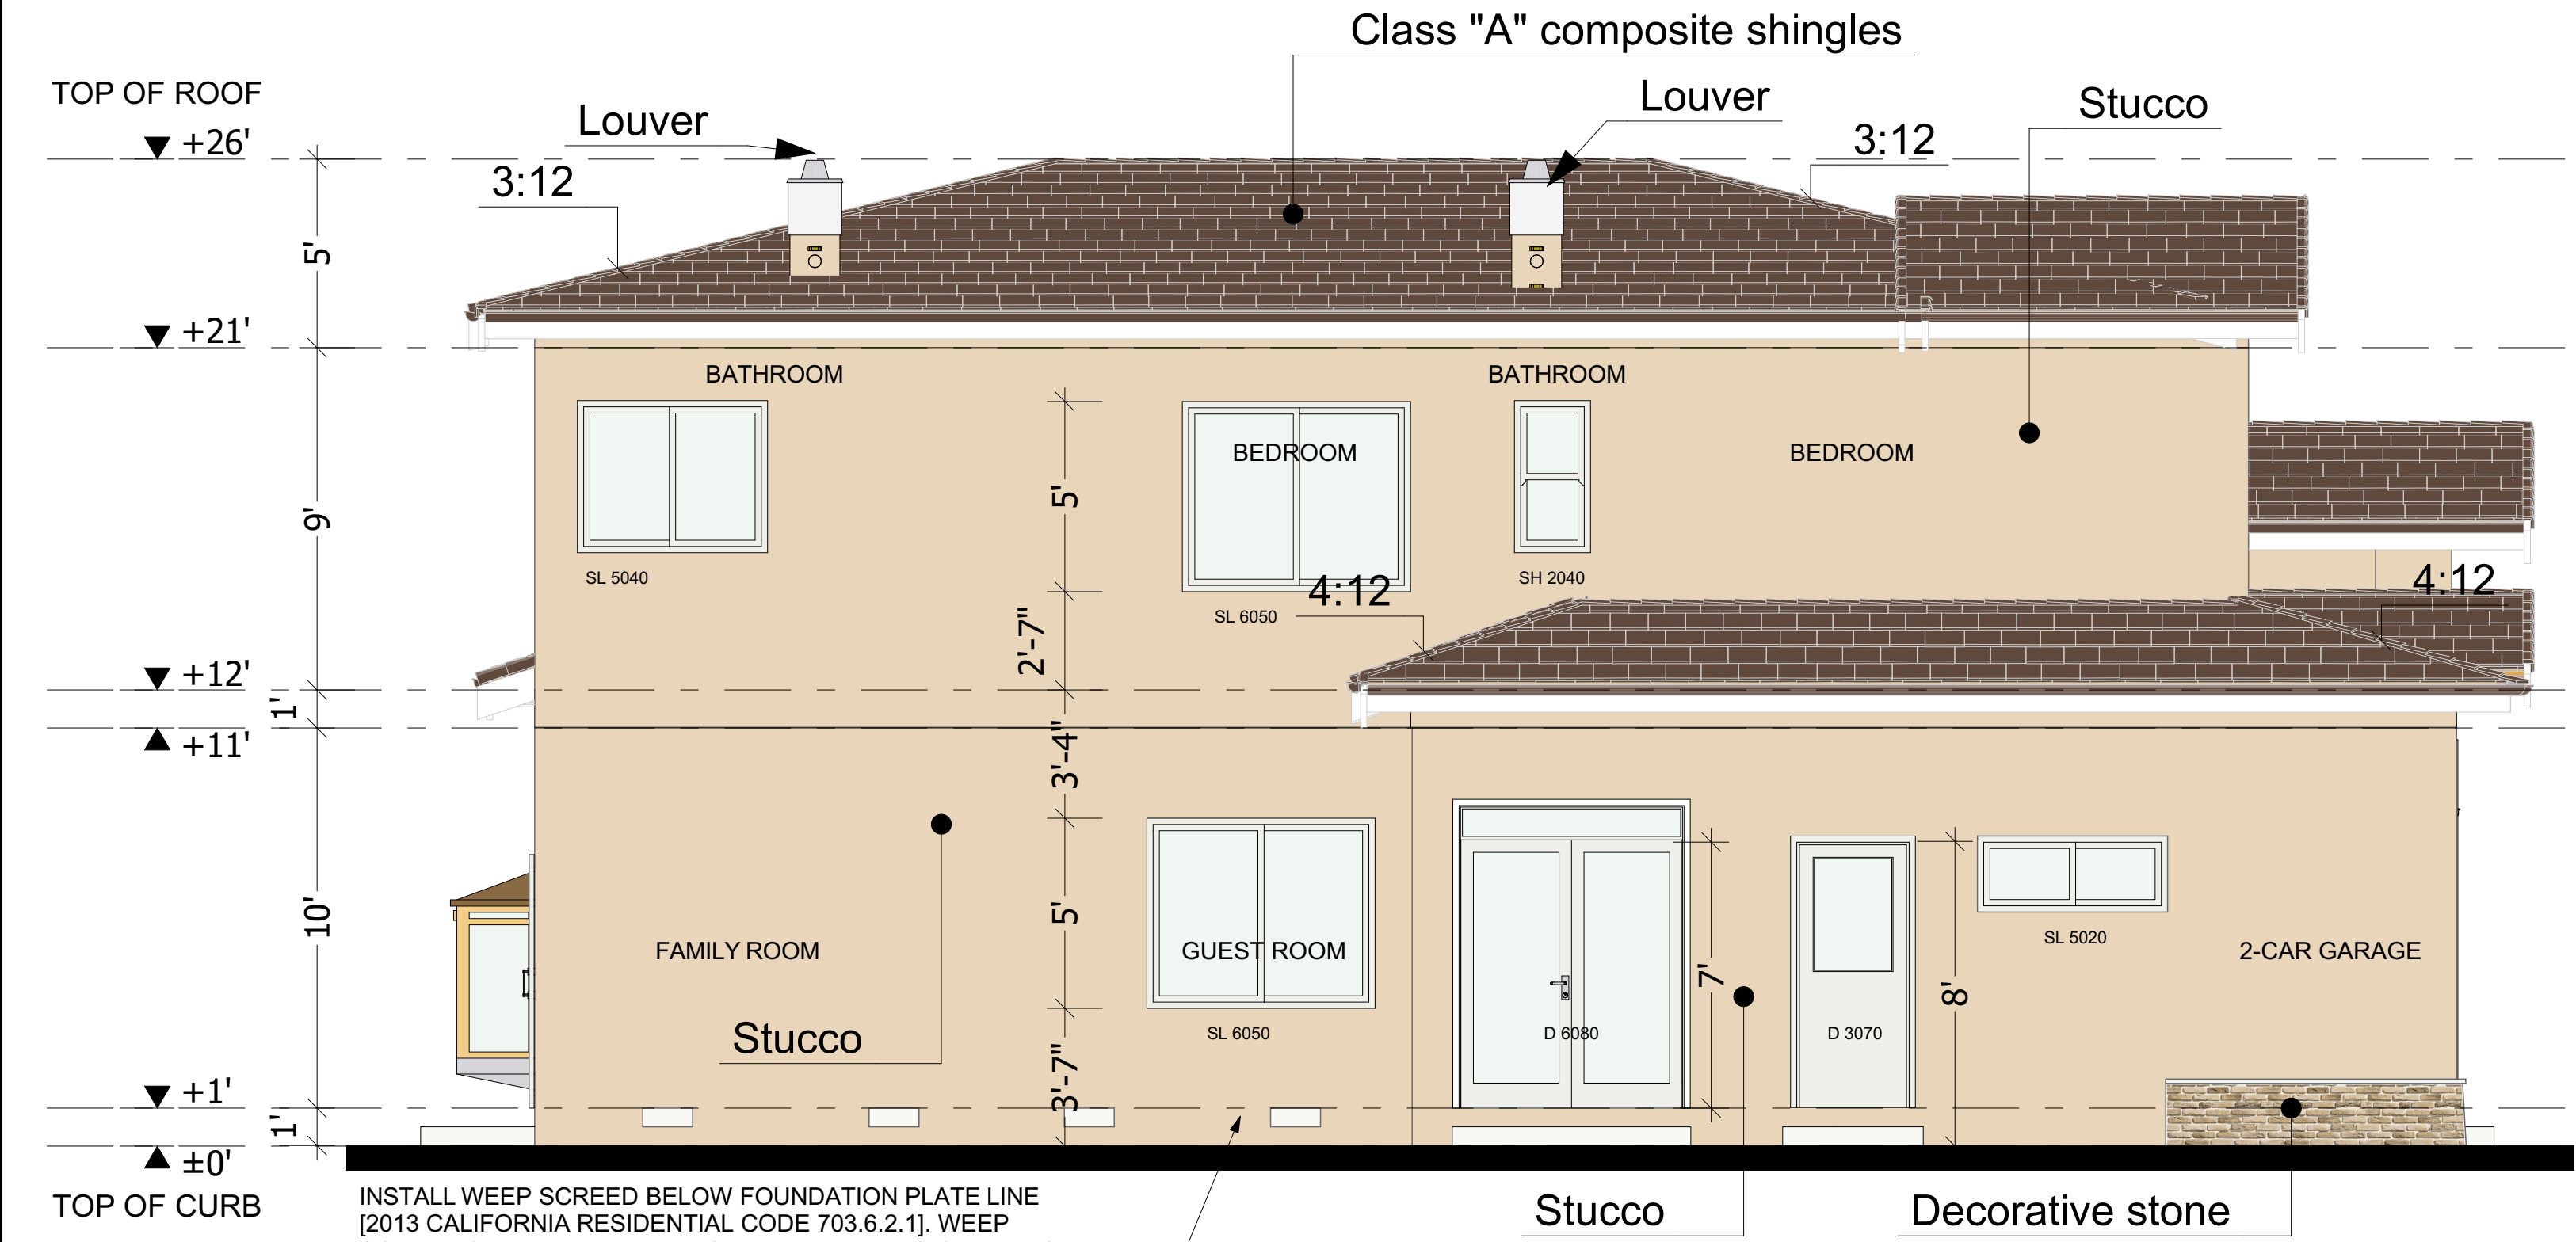 Class "A" composite shingles
TOP OF ROOF
Louver
Louver
Stucco
+26'
3:12
3:12
5'
+21'
BATHROOM
BATHROOM
BEDROOM
BEDROOM
9'
5'
SL 5040
SH 2040
4:12
4:12
SL 6050
2'-7"
+12'
1'
+11'
3'-4"
10'
5'
FAMILY ROOM
GUEST ROOM
SL 5020
2-CAR GARAGE
7'
8'
Stucco
SL 6050
D 6080
D 3070
3'-7"
+1'
1'
±0'
TOP OF CURB
INSTALL WEEP SCREED BELOW FOUNDATION PLATE LINE
[2013 CALIFORNIA RESIDENTIAL CODE 703.6.2.1]. WEEP
Stucco
Decorative stone